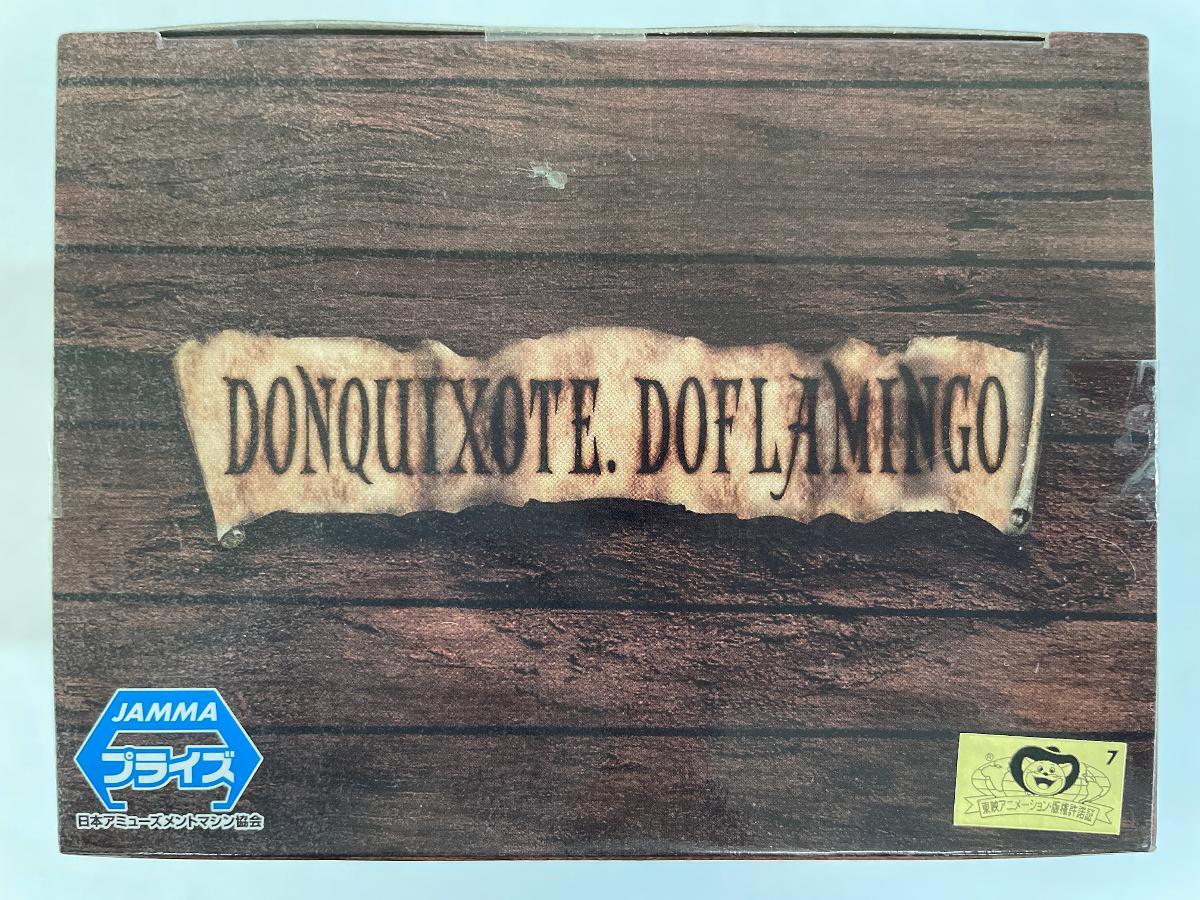 DONQUIXOTE. DOFLAMINGO
JAMMA
プライズ
日本アミューズメントマシン協会
7
®
東映アニメーション・版権許諾証